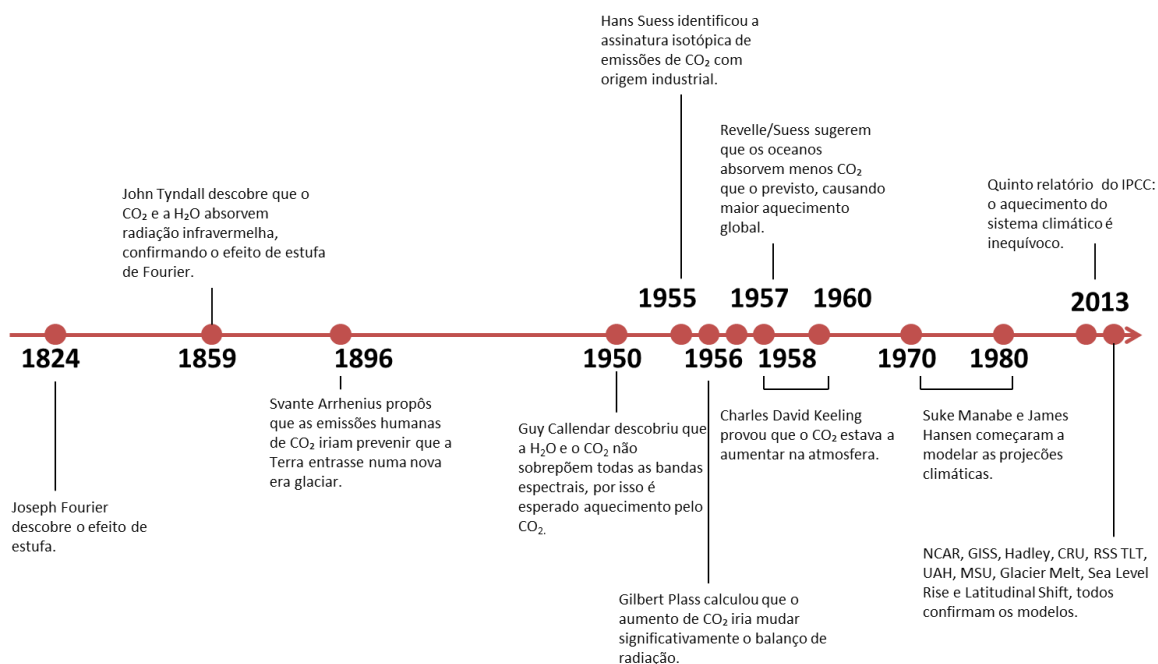 Hans Suess identificou a
assinatura isotópica de
emissões de CO₂ com
origem industrial.
Revelle/Suess sugerem
que os oceanos
absorvem menos CO₂
que o previsto, causando
maior aquecimento
global.
John Tyndall descobre que o
CO₂ e a H₂O absorvem
radiação infravermelha,
confirmando o efeito de estufa
de Fourier.
Quinto relatório do IPCC:
o aquecimento do
sistema climático é
inequívoco.
1955
1957
1960
2013
1824
1859
1896
1950
1956
1958
1970
1980
Svante Arrhenius propôs
que as emissões humanas
de CO₂ iriam prevenir que a
Terra entrasse numa nova
era glaciar.
Guy Callendar descobriu que
a H₂O e o CO₂ não
sobrepõem todas as bandas
espectrais, por isso é
esperado aquecimento pelo
CO₂.
Charles David Keeling
provou que o CO₂ estava a
aumentar na atmosfera.
Suke Manabe e James
Hansen começaram a
modelar as projecões
climáticas.
Joseph Fourier
descobre o efeito de
estufa.
NCAR, GISS, Hadley, CRU, RSS TLT,
UAH, MSU, Glacier Melt, Sea Level
Rise e Latitudinal Shift, todos
confirmam os modelos.
Gilbert Plass calculou que o
aumento de CO₂ iria mudar
significativamente o balanço de
radiação.